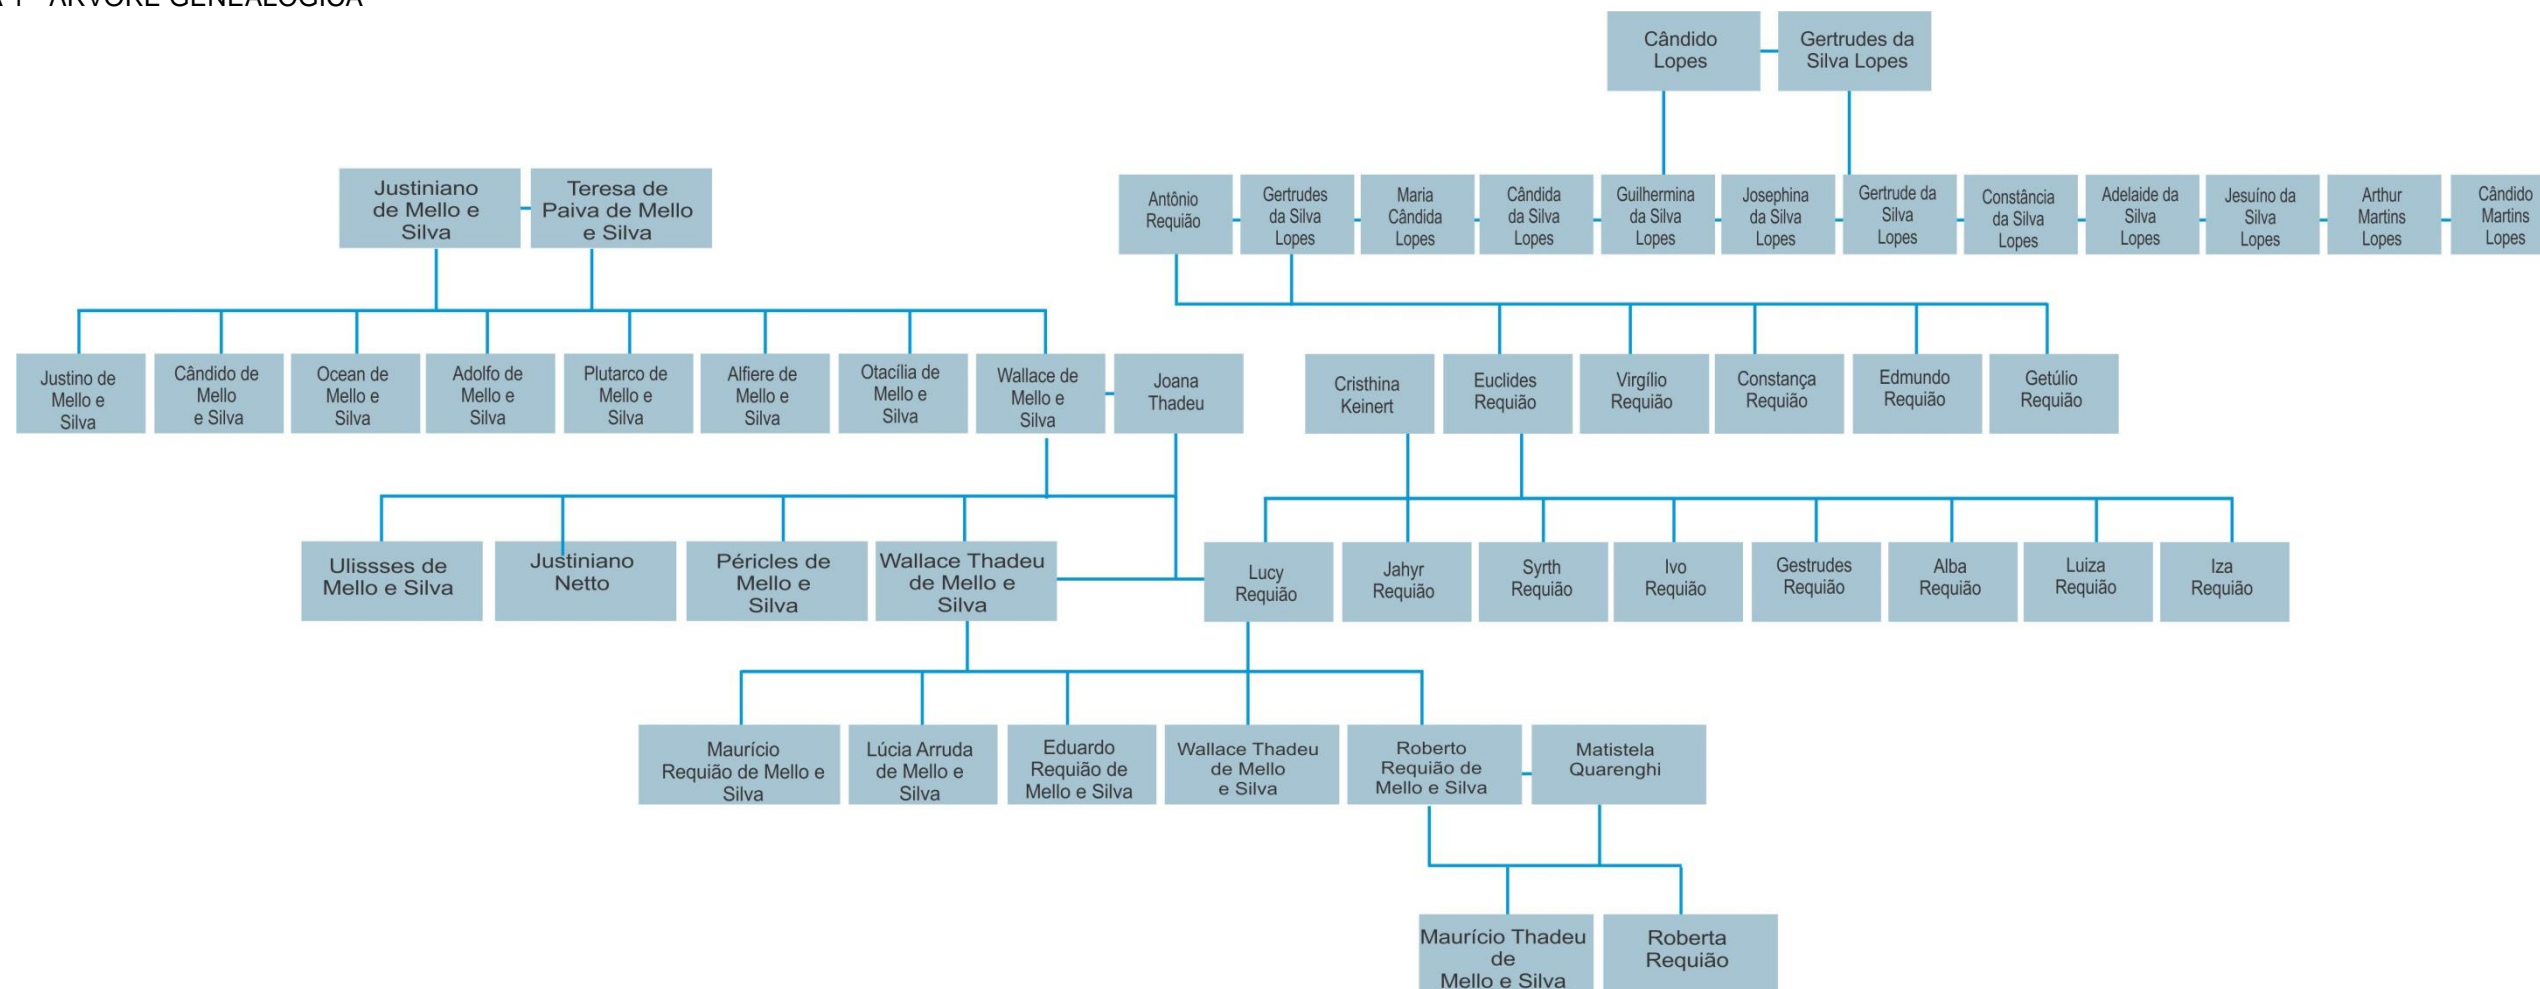 ÁRVORE GENEALÓGICA
Cândido
Lopes
Gertrudes da
Silva Lopes
Justiniano
de Mello e
Silva
Teresa de
Paiva de Mello
e Silva
Antônio
Requião
Gertrudes
da Silva
Lopes
Maria
Cândida
Lopes
Cândida
da Silva
Lopes
Guilhermina
da Silva
Lopes
Josephina
da Silva
Lopes
Gertrude da
Silva
Lopes
Constância
da Silva
Lopes
Adelaide da
Silva
Lopes
Jesuíno da
Silva
Lopes
Arthur
Martins
Lopes
Cândido
Martins
Lopes
Justino de
Mello e
Silva
Cândido de
Mello
e Silva
Ocean de
Mello e
Silva
Adolfo de
Mello e
Silva
Plutarco de
Mello e
Silva
Alfiere de
Mello e
Silva
Otacília de
Mello e
Silva
Wallace de
Mello e
Silva
Joana
Thadeu
Cristhina
Keinert
Euclides
Requião
Virgílio
Requião
Constança
Requião
Edmundo
Requião
Getúlio
Requião
Ulissses de
Mello e Silva
Justiniano
Netto
Péricles de
Mello e
Silva
Wallace Thadeu
de Mello e
Silva
Lucy
Requião
Jahyr
Requião
Syrth
Requião
Ivo
Requião
Gestrudes
Requião
Alba
Requião
Luiza
Requião
Iza
Requião
Maurício
Requião de Mello e
Silva
Lúcia Arruda
de Mello e
Silva
Eduardo
Requião de
Mello e Silva
Wallace Thadeu
de Mello
e Silva
Roberto
Requião de
Mello e Silva
Matistela
Quarenghi
Maurício Thadeu
de
Mello e Silva
Roberta
Requião